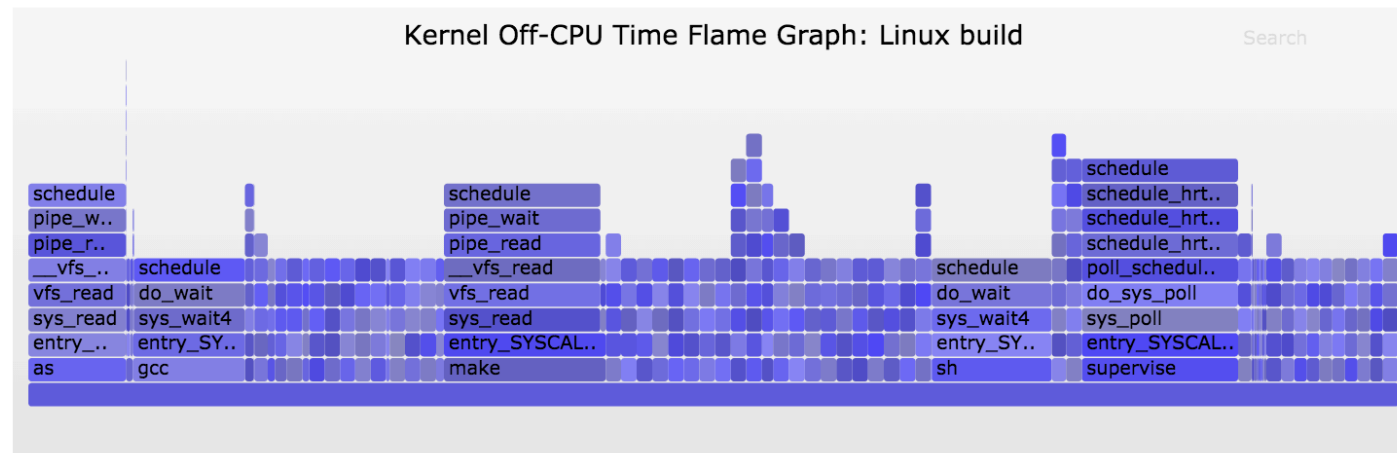 Kernel Off-CPU Time Flame Graph: Linux build
Search
schedule
schedule schedule schedule_hrt..
pipe_w.. pipe_wait schedule_hrt..
pipe_r.. pipe_read schedule_hrt..
__vfs_.. schedule __vfs_read schedule poll_schedul..
vfs_read do_wait vfs_read do_wait do_sys_poll
sys_read sys_wait4 sys_read sys_wait4 sys_poll
entry_.. entry_SY.. entry_SYSCAL.. entry_SY.. entry_SYSCAL..
as gcc make sh supervise